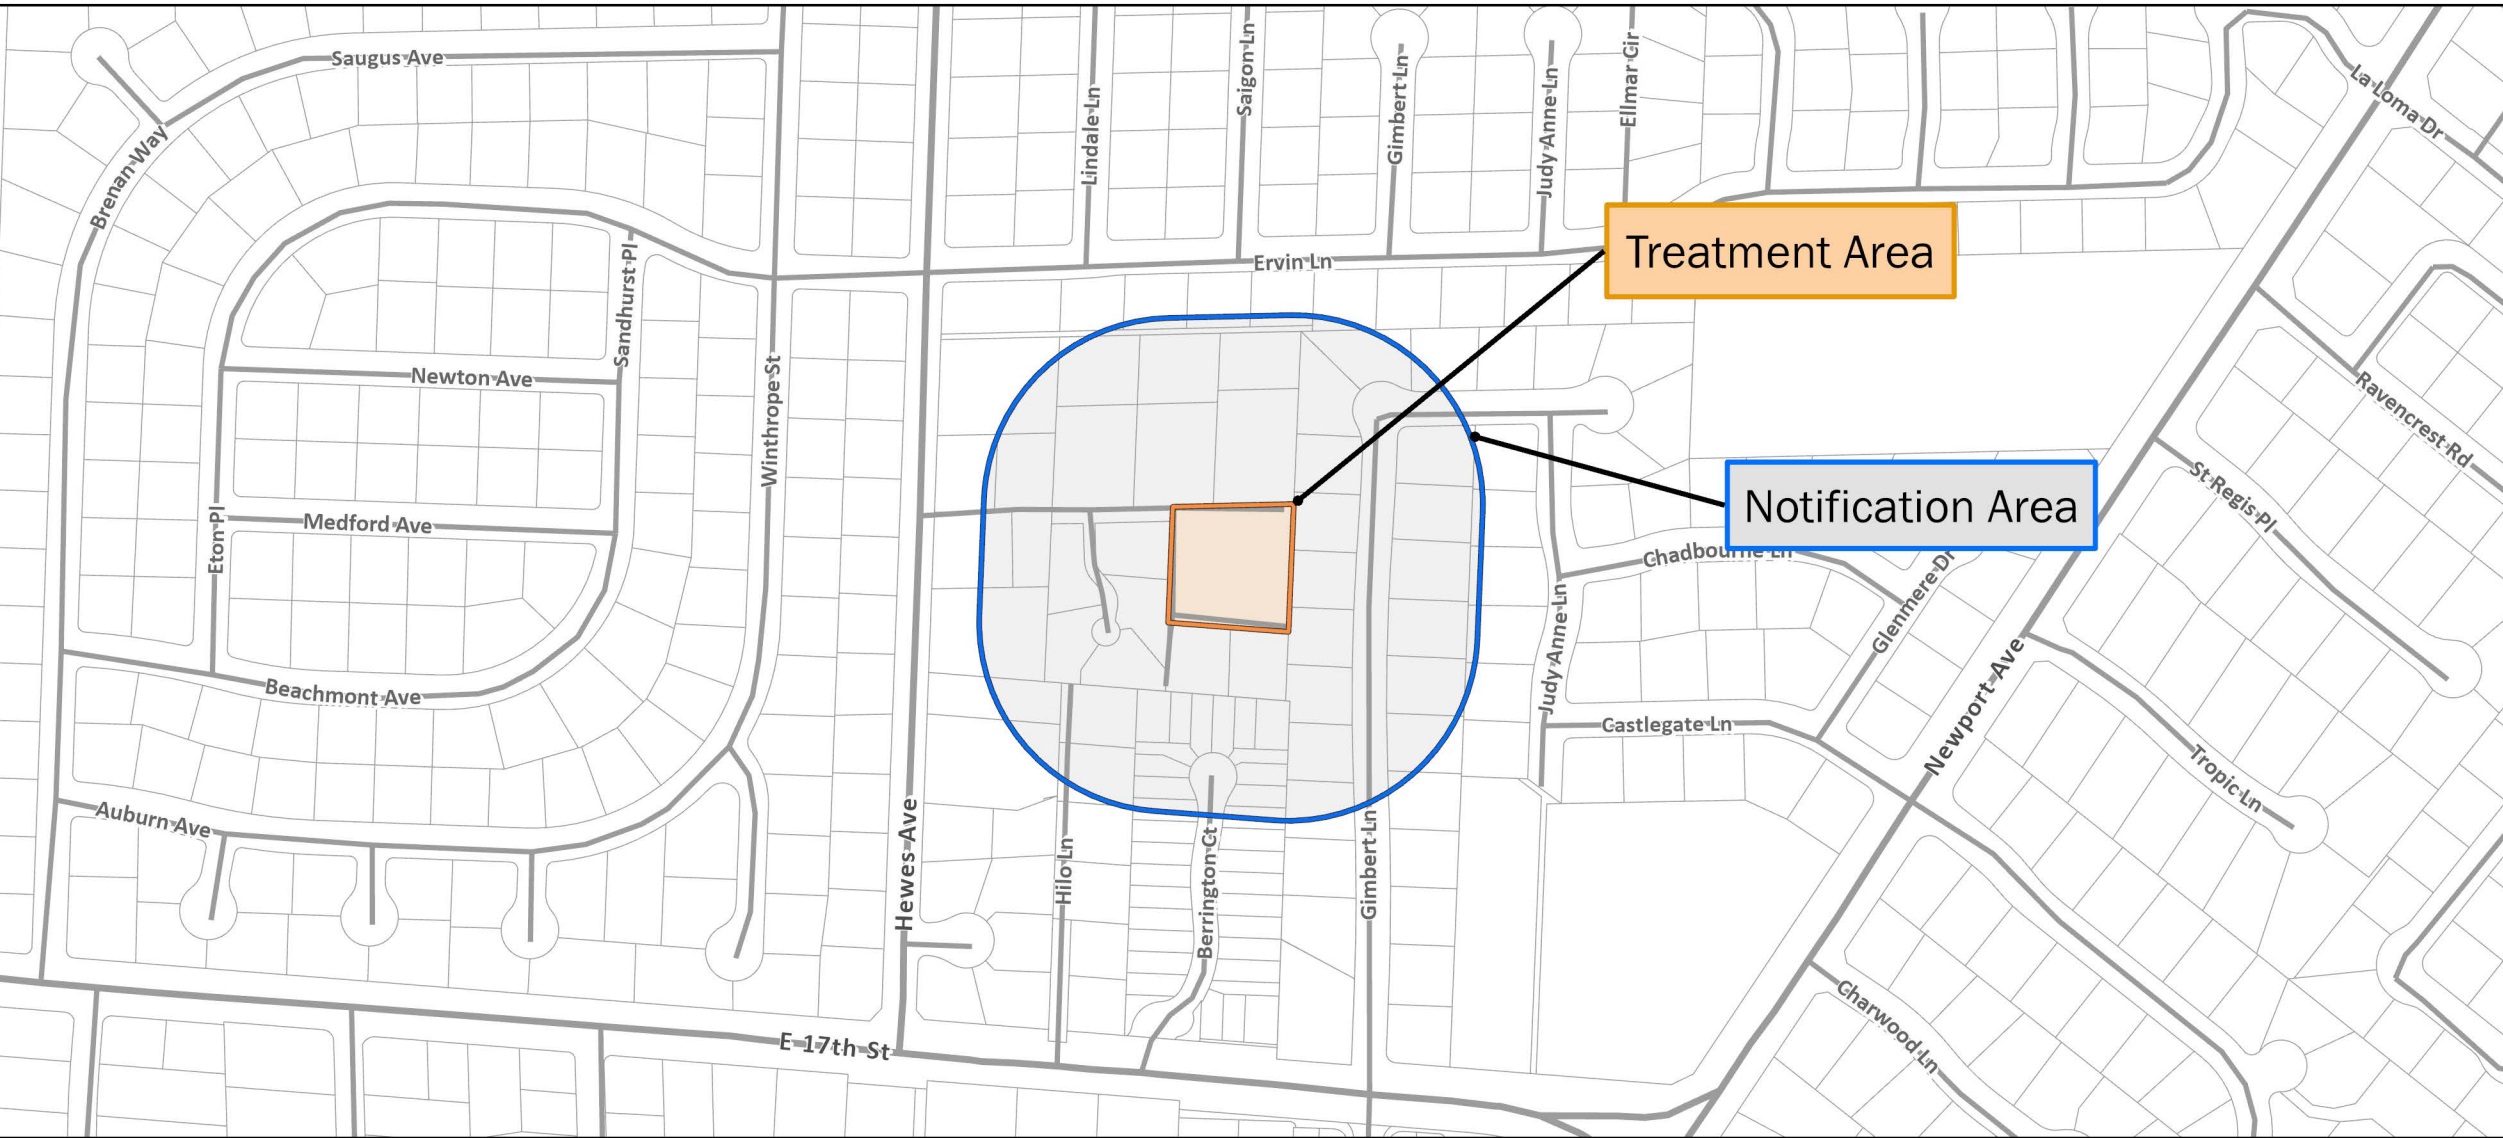 Saugus Ave
Brenan Way
Lindale Ln
Saigon Ln
Gimbert Ln
Judy Anne Ln
Ellmar Cir
La Loma Dr
Treatment Area
Ervin Ln
Sandhurst Pl
Newton Ave
Winthrope St
Ravencrest Rd
St Regis Pl
Notification Area
Medford Ave
Eton Pl
Chadbourne Ln
Glenmere Dr
Judy Anne Ln
Beachmont Ave
Castlegate Ln
Newport Ave
Tropic Ln
Auburn Ave
Hewes Ave
Hilo Ln
Berrington Ct
Gimbert Ln
Charwood Ln
E 17th St